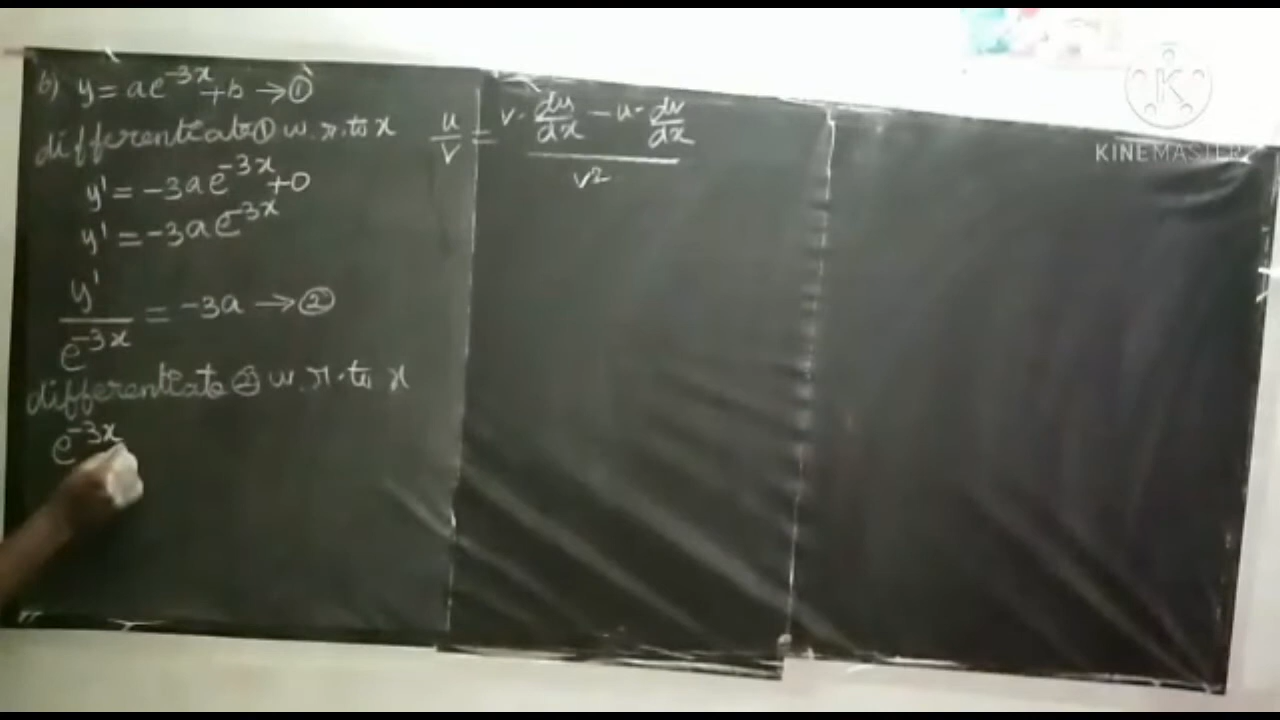 b) y = ae^-3x + b → ①
differentiate ① w.r.to x
y' = -3ae^-3x + 0
y' = -3ae^-3x
y' / e^-3x = -3a → ②
differentiate ② w.r.to x
e^-3x
u/v = v. du/dx - u. dv/dx / v²
K
KINEMASTER